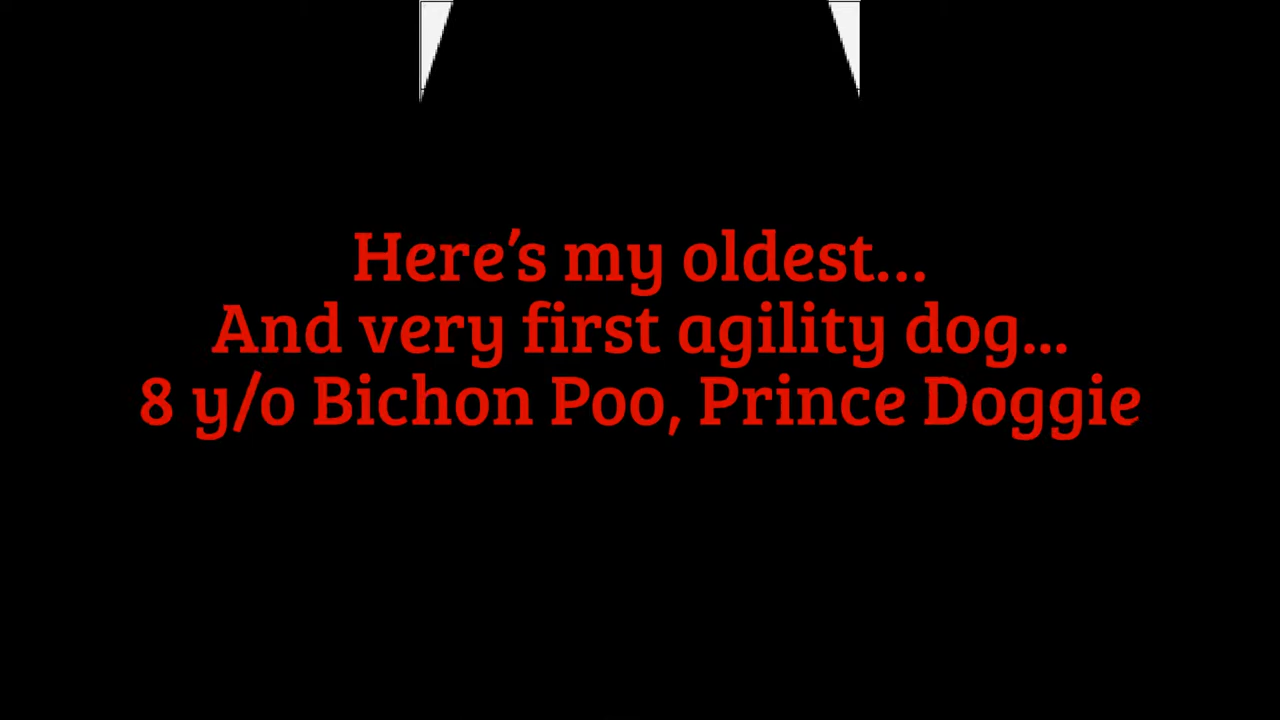 Here's my oldest...
And very first agility dog...
8 y/o Bichon Poo, Prince Doggie